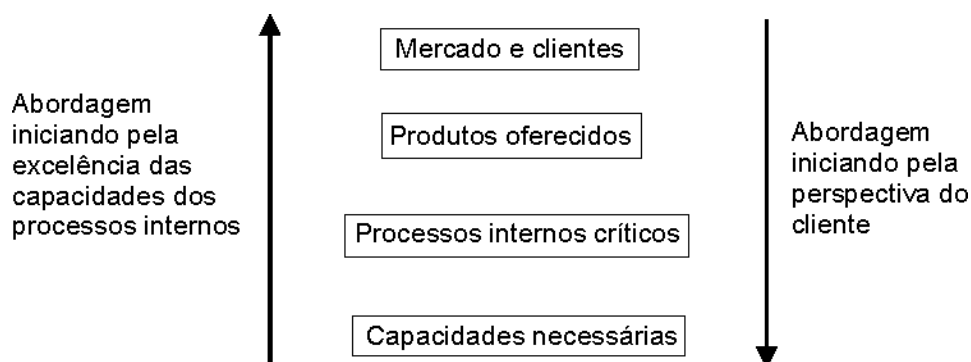 Mercado e clientes
Abordagem
iniciando pela
excelência das
capacidades dos
processos internos
Produtos oferecidos
Processos internos críticos
Capacidades necessárias
Abordagem
iniciando pela
perspectiva do
cliente